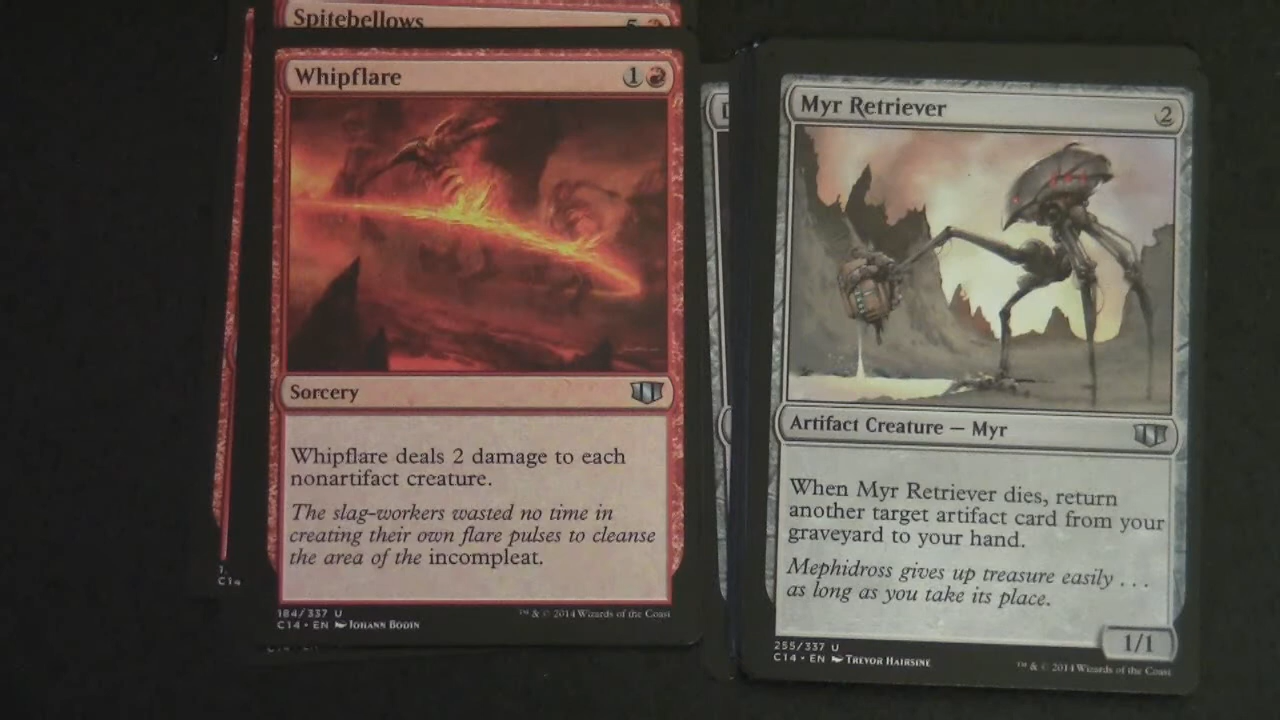 Spitebellows 5
Whipflare 1
Sorcery
Whipflare deals 2 damage to each
nonartifact creature.
The slag-workers wasted no time in
creating their own flare pulses to cleanse
the area of the incompleat.
184/337 U
C14 • EN Johann Bodin
™ & © 2014 Wizards of the Coast
1
C14
D
Myr Retriever 2
Artifact Creature — Myr
When Myr Retriever dies, return
another target artifact card from your
graveyard to your hand.
Mephidross gives up treasure easily . . .
as long as you take its place.
1/1
255/337 U
C14 • EN Trevor Hairsine
™ & © 2014 Wizards of the Coast